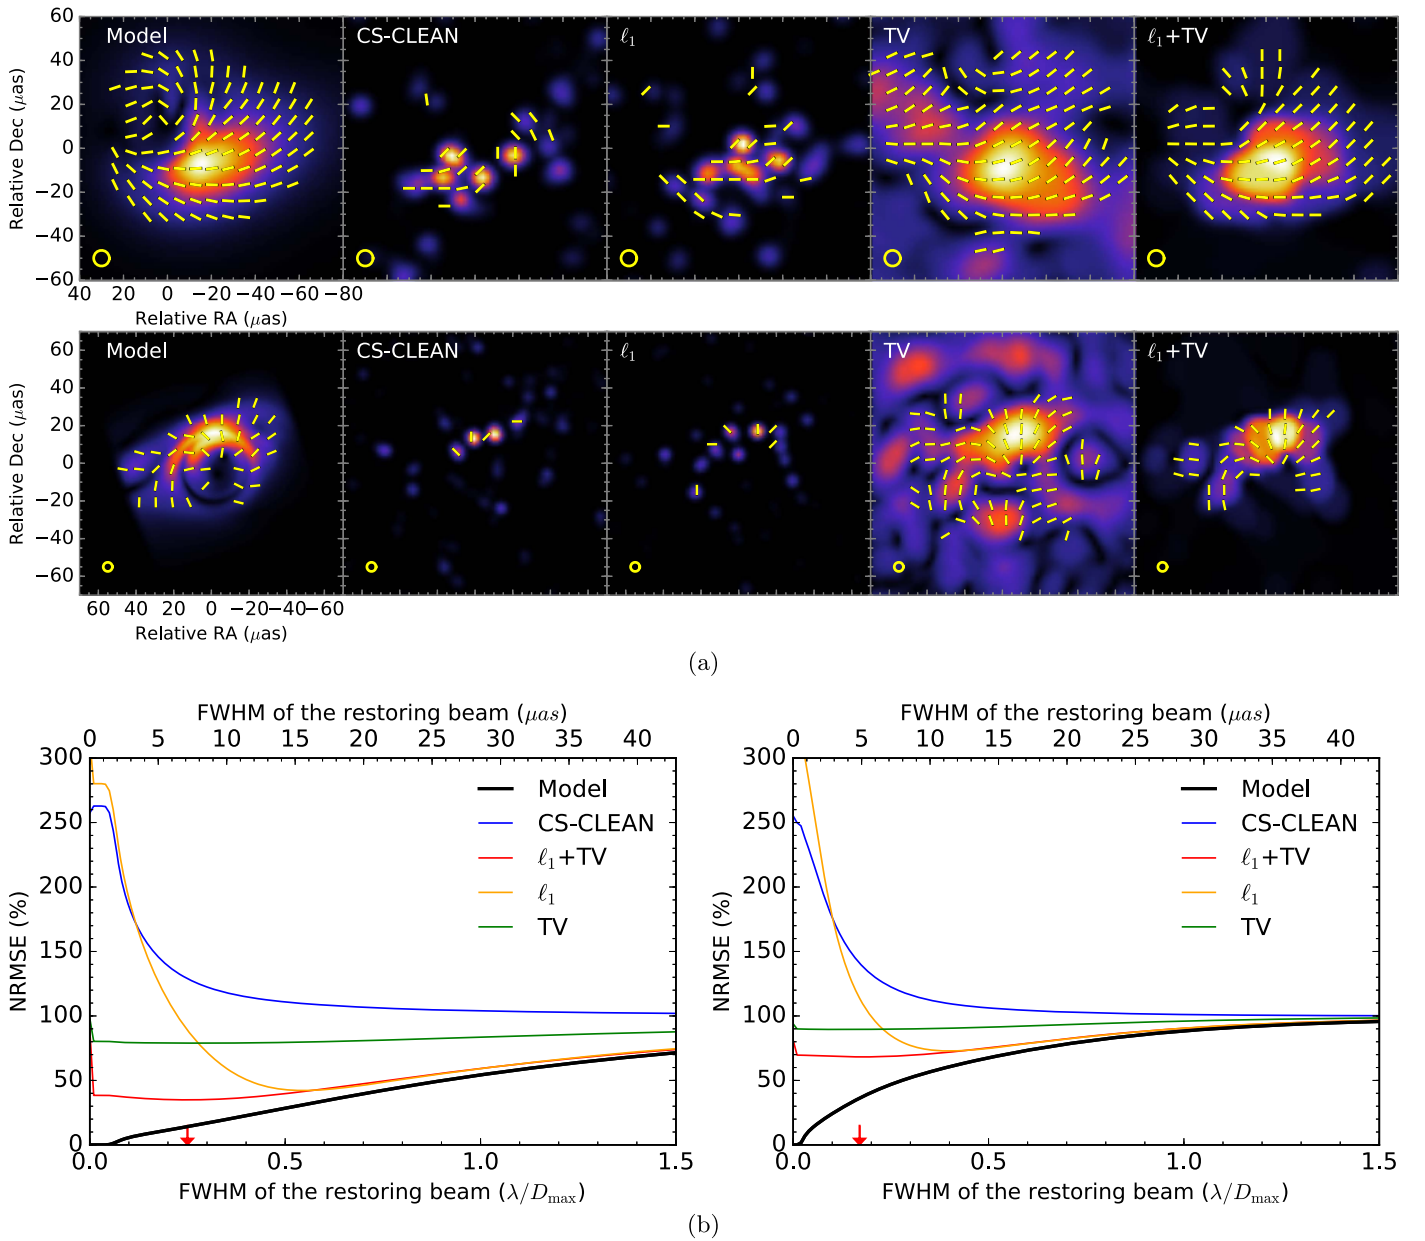 Model CS-CLEAN ℓ₁ TV ℓ₁+TV
Relative Dec (μas)
60
40
20
0
−20
−40
−60
40 20 0 −20 −40 −60 −80
Relative RA (μas)
Model CS-CLEAN ℓ₁ TV ℓ₁+TV
Relative Dec (μas)
60
40
20
0
−20
−40
−60
60 40 20 0 −20 −40 −60
Relative RA (μas)
(a)
FWHM of the restoring beam (μas)
0 5 10 15 20 25 30 35 40
300
250
200
150
100
50
0
NRMSE (%)
Model
CS-CLEAN
ℓ₁+TV
ℓ₁
TV
0.0 0.5 1.0 1.5
FWHM of the restoring beam (λ/D_max)
FWHM of the restoring beam (μas)
0 5 10 15 20 25 30 35 40
300
250
200
150
100
50
0
NRMSE (%)
Model
CS-CLEAN
ℓ₁+TV
ℓ₁
TV
0.0 0.5 1.0 1.5
FWHM of the restoring beam (λ/D_max)
(b)